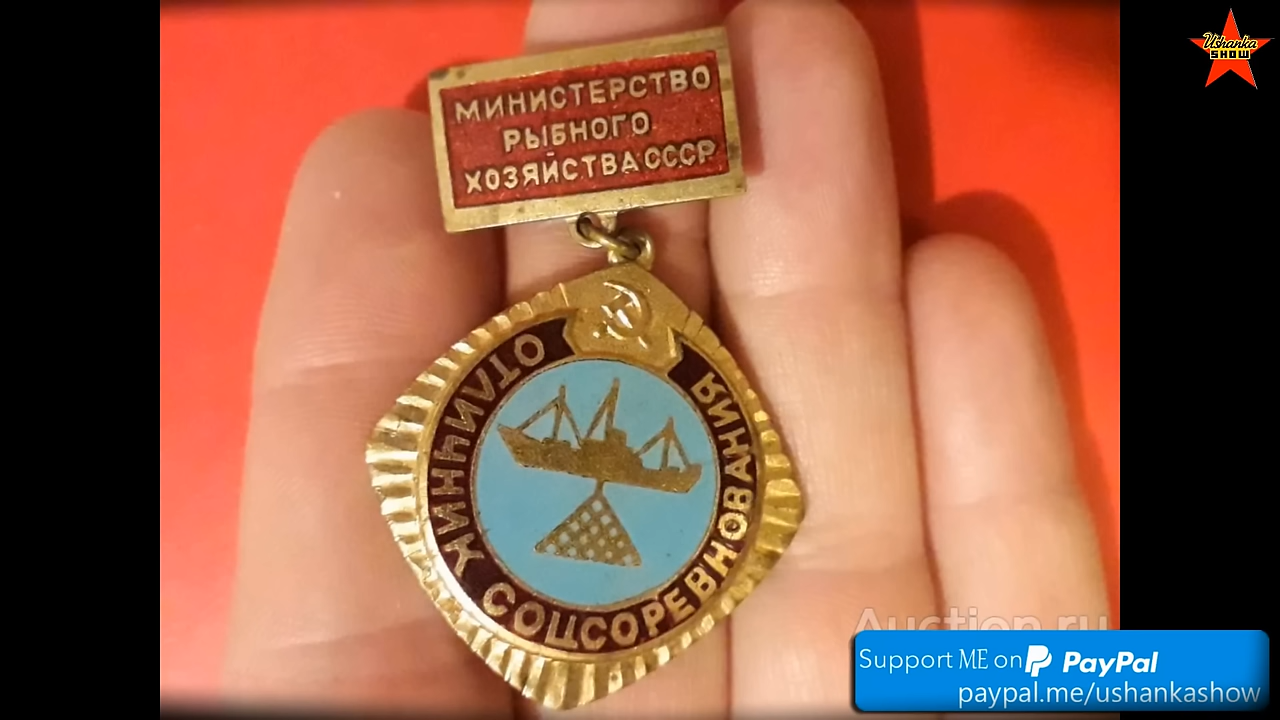 Ushanka
SHOW
МИНИСТЕРСТВО
РЫБНОГО
ХОЗЯЙСТВА СССР
ОТЛИЧНИК СОЦСОРЕВНОВАНИЯ
Auction.ru
Support ME on PayPal
paypal.me/ushankashow